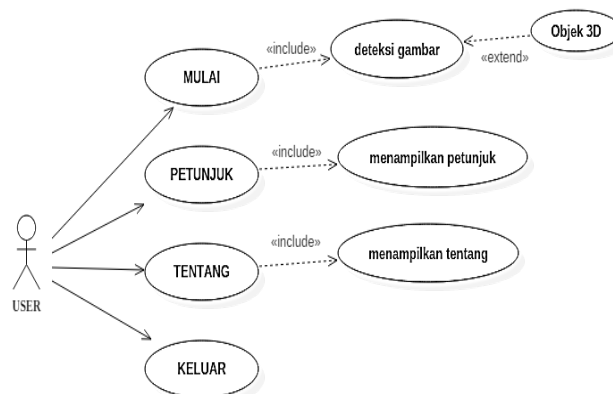 Objek 3D
«include»
deteksi gambar
«extend»
MULAI
«include»
menampilkan petunjuk
PETUNJUK
«include»
menampilkan tentang
TENTANG
USER
KELUAR